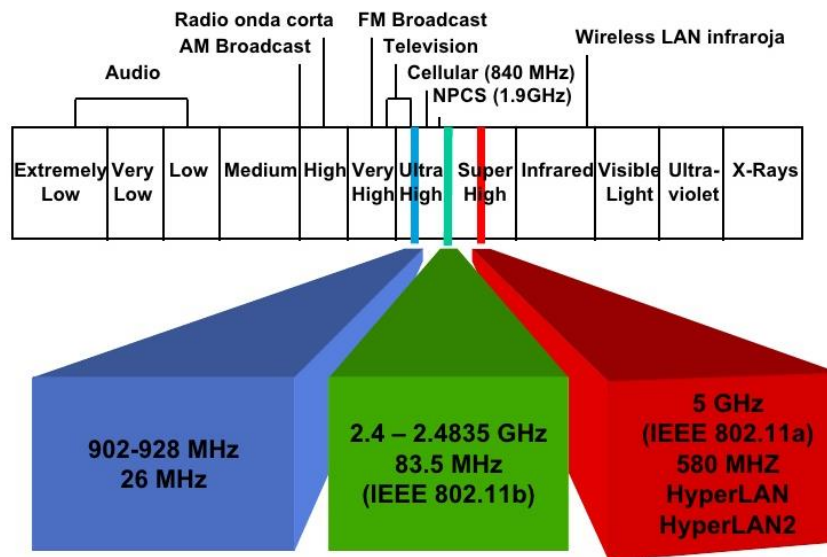 Radio onda corta
FM Broadcast
AM Broadcast
Television
Wireless LAN infraroja
Audio
Cellular (840 MHz)
NPCS (1.9GHz)
Extremely
Low
Very
Low
Low
Medium
High
Very
High
Ultra
High
Super
High
Infrared
Visible
Light
Ultra-
violet
X-Rays
902-928 MHz
26 MHz
2.4 – 2.4835 GHz
83.5 MHz
(IEEE 802.11b)
5 GHz
(IEEE 802.11a)
580 MHZ
HyperLAN
HyperLAN2